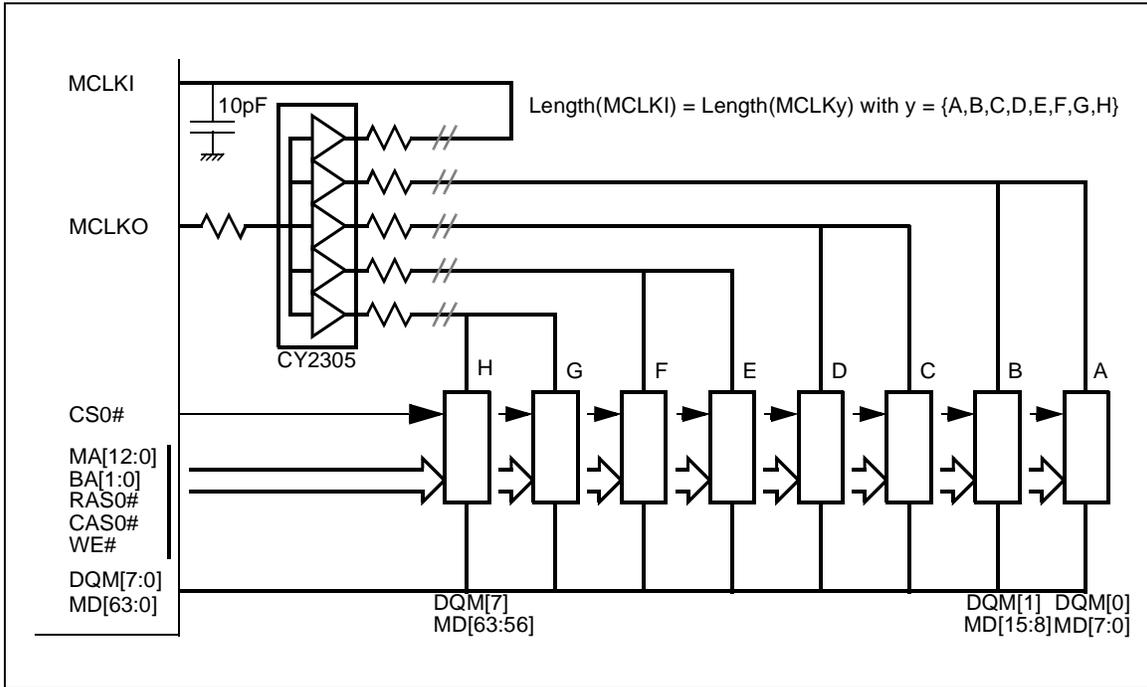 MCLKI
10pF
Length(MCLKI) = Length(MCLKy) with y = {A,B,C,D,E,F,G,H}
MCLKO
CY2305
H G F E D C B A
CS0#
MA[12:0]
BA[1:0]
RAS0#
CAS0#
WE#
DQM[7:0]
MD[63:0]
DQM[7]
MD[63:56]
DQM[1]
MD[15:8]
DQM[0]
MD[7:0]